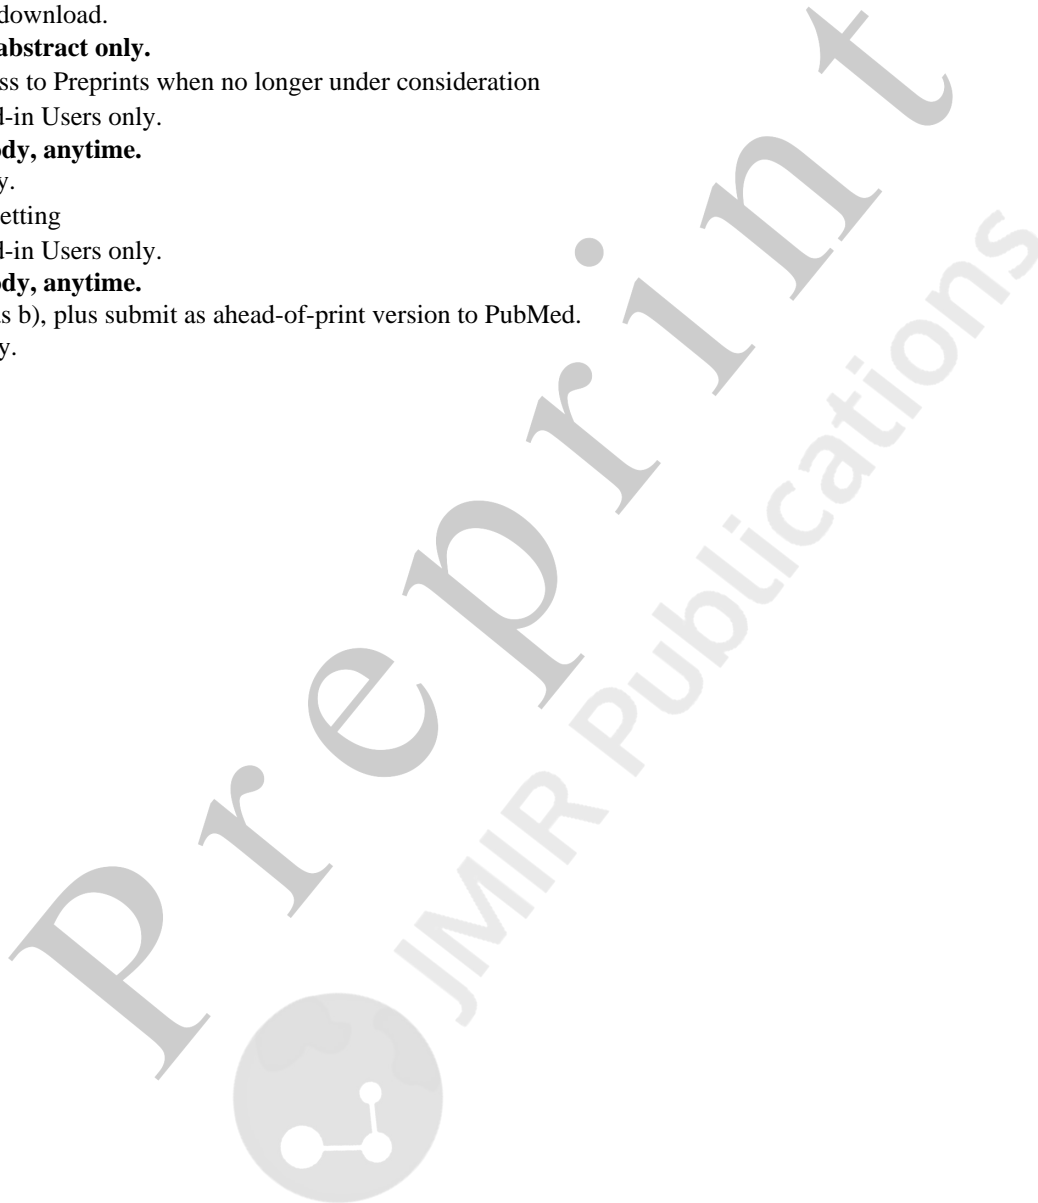 download.
abstract only.
ss to Preprints when no longer under consideration
d-in Users only.
ody, anytime.
y.
etting
d-in Users only.
ody, anytime.
s b), plus submit as ahead-of-print version to PubMed.
y.
Preprint
JMIR Publications